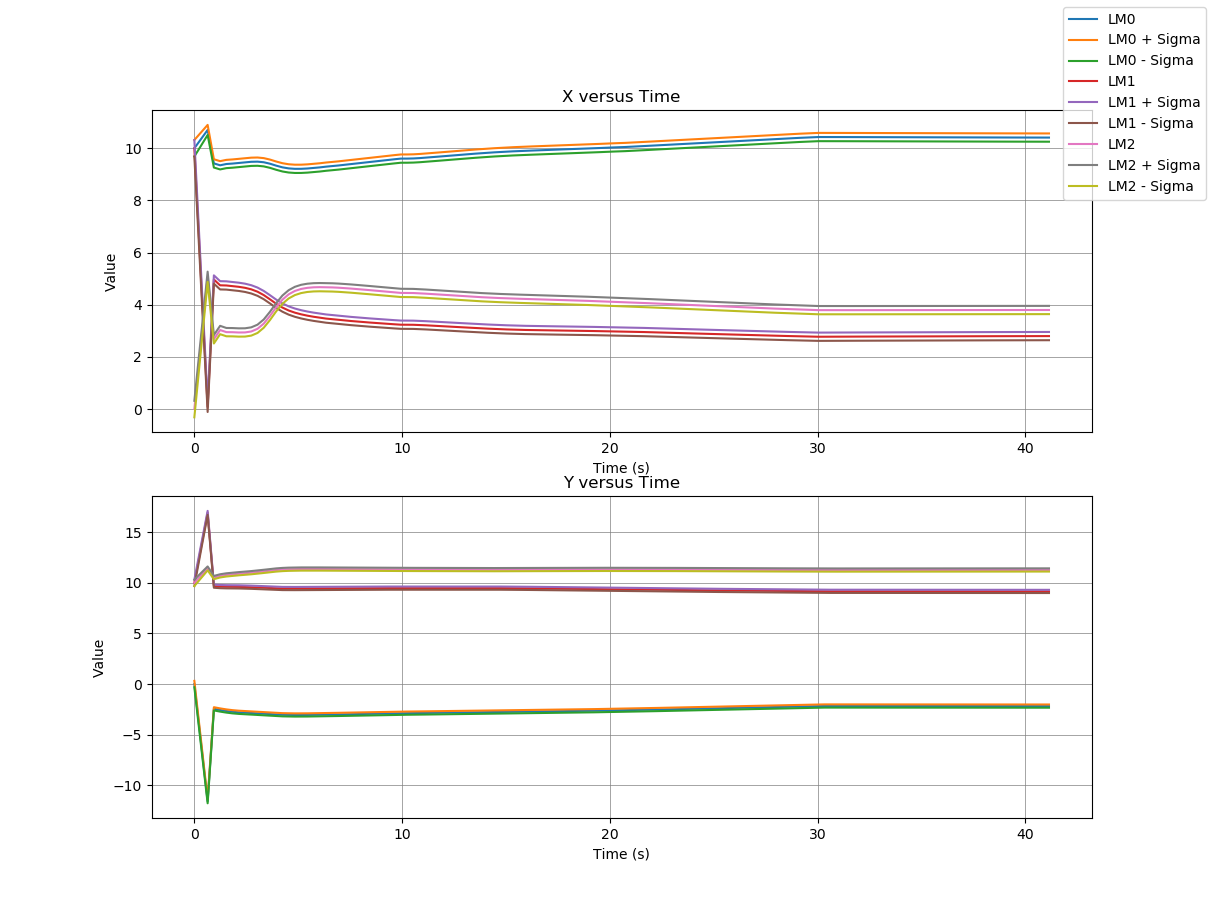 LM0
LM0 + Sigma
LM0 - Sigma
LM1
LM1 + Sigma
LM1 - Sigma
LM2
LM2 + Sigma
LM2 - Sigma
X versus Time
Value
10
8
6
4
2
0
0 10 20 30 40
Time (s)
Y versus Time
Value
15
10
5
0
−5
−10
0 10 20 30 40
Time (s)